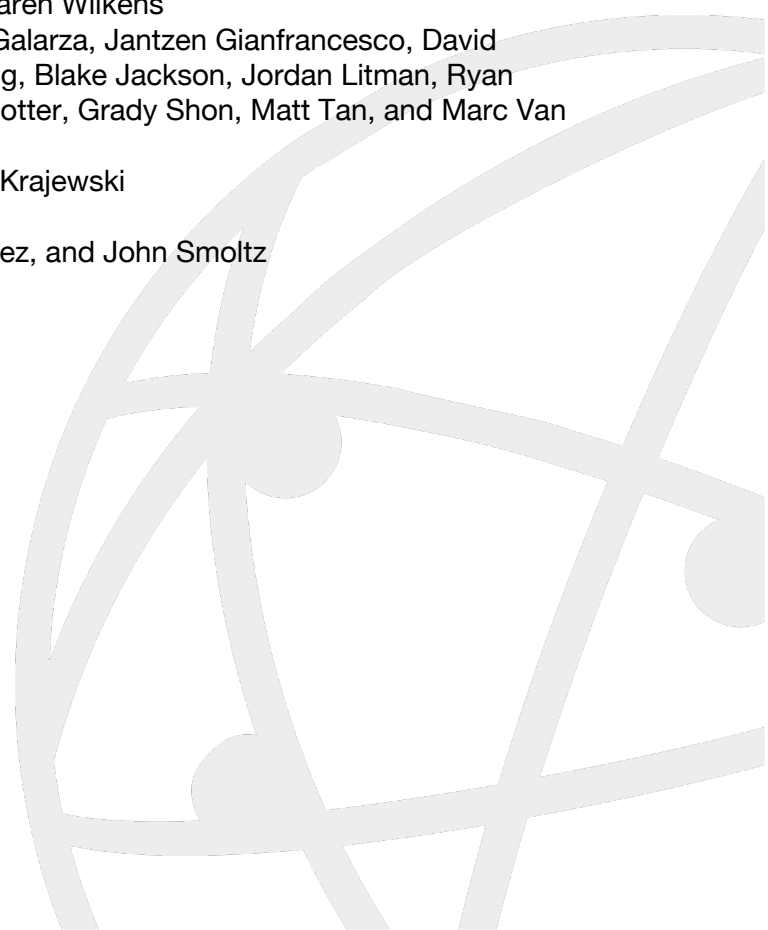 aren Wilkens
Galarza, Jantzen Gianfrancesco, David
g, Blake Jackson, Jordan Litman, Ryan
otter, Grady Shon, Matt Tan, and Marc Van
Krajewski
ez, and John Smoltz